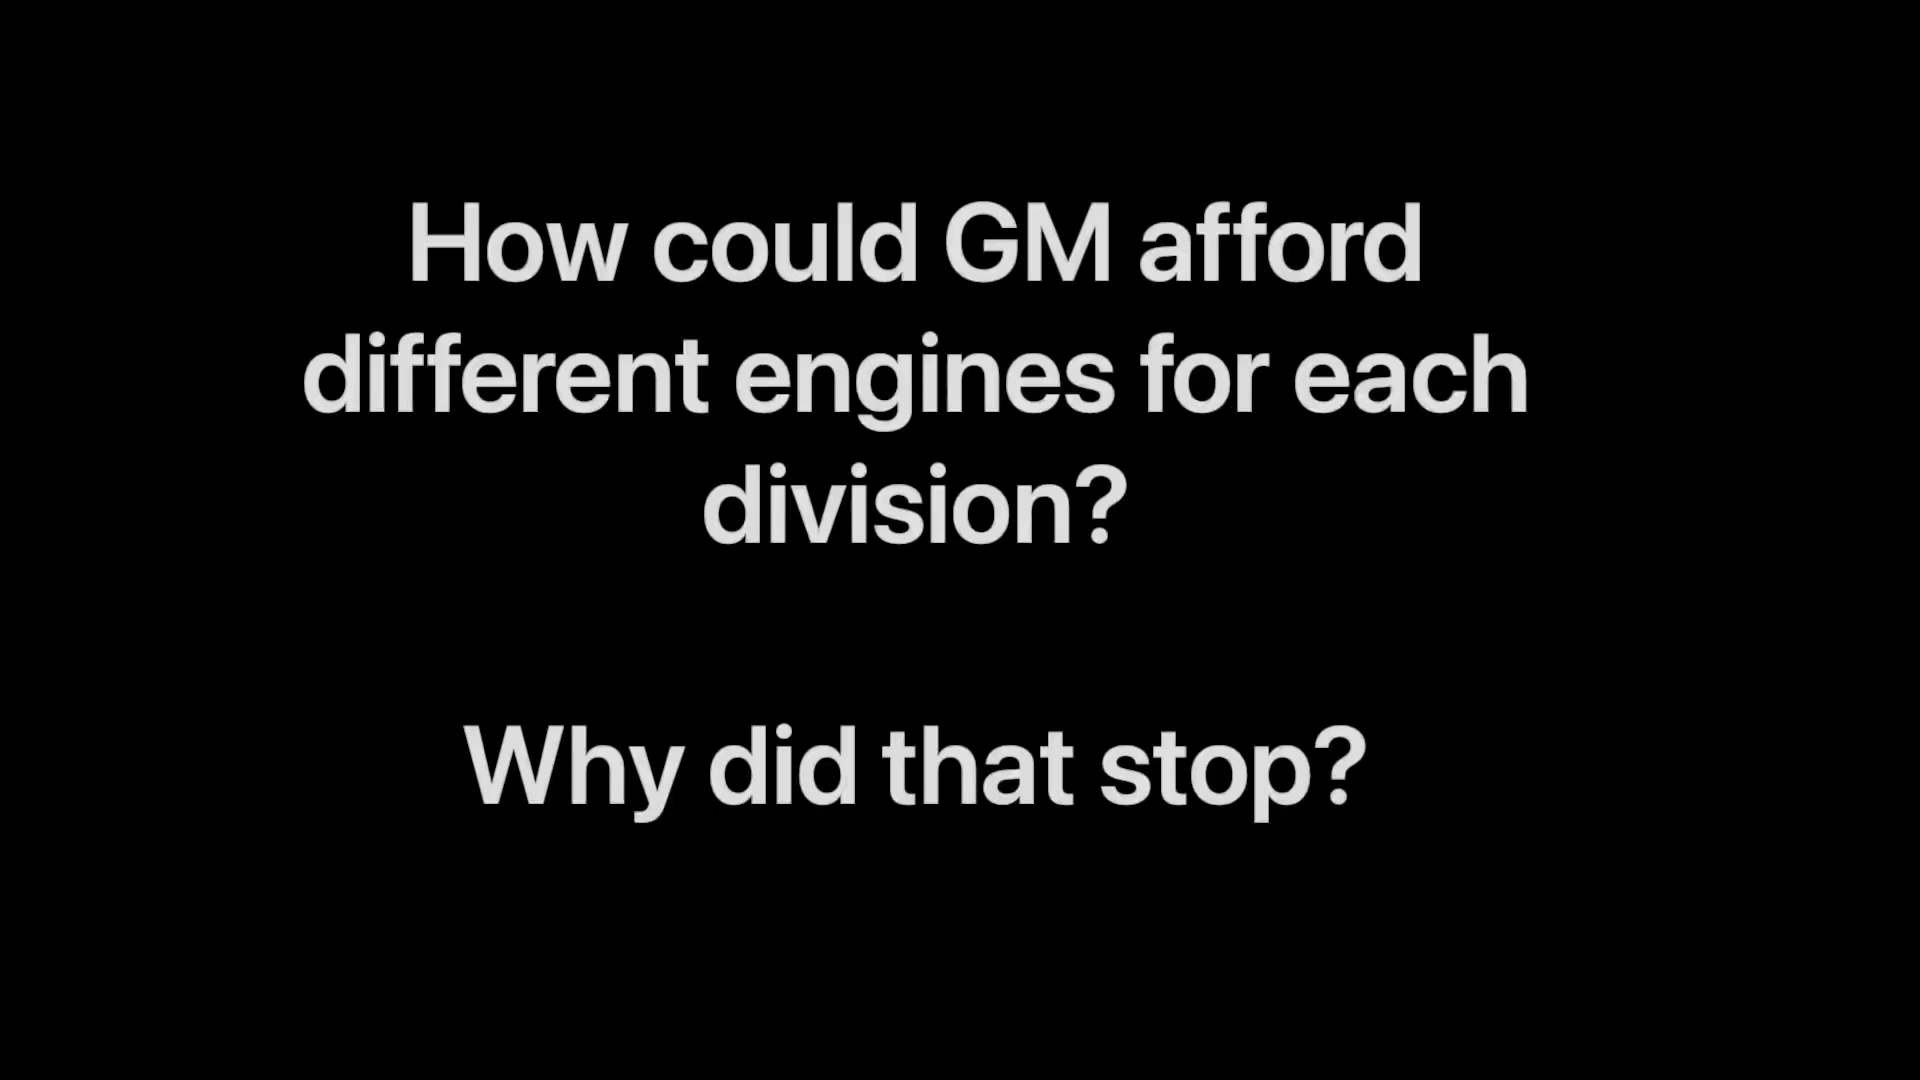 How could GM afford
different engines for each
division?
Why did that stop?